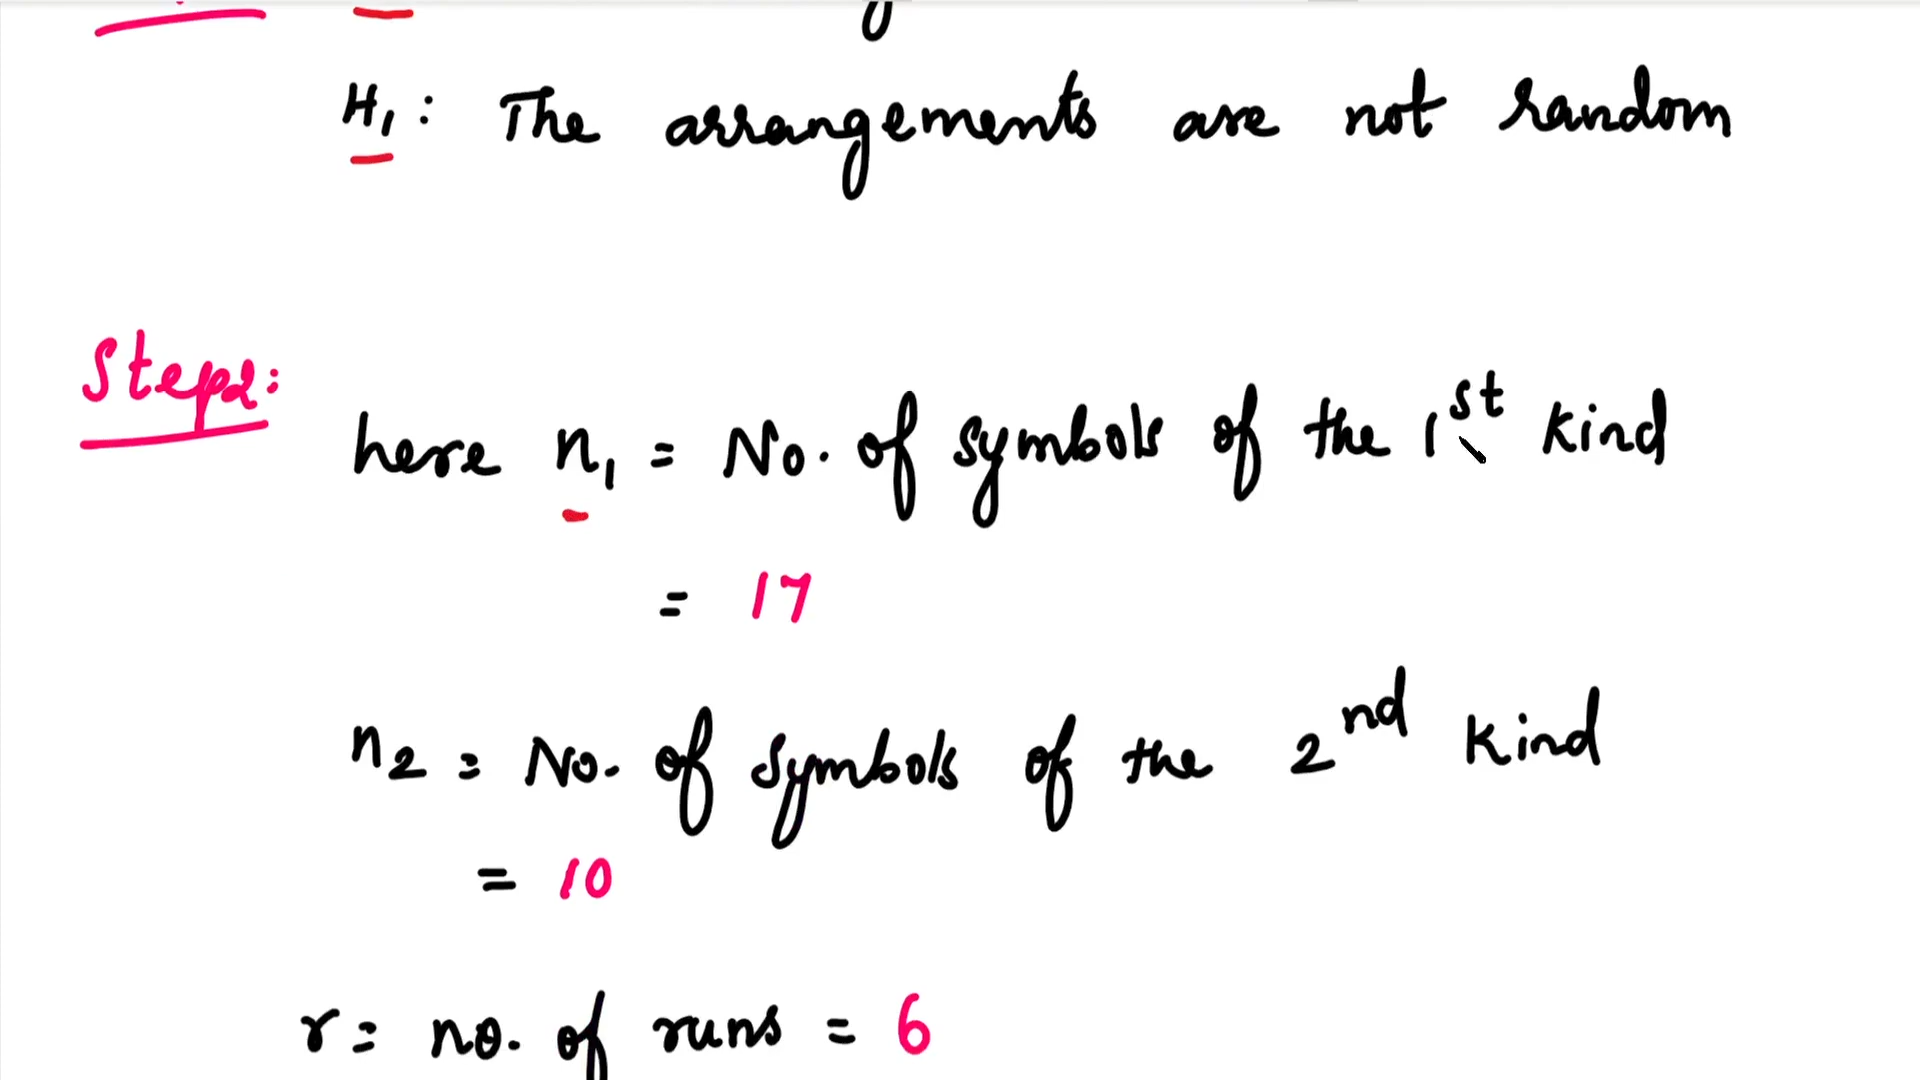 H₁: The arrangements are not random
Step2:
here n₁ = No. of symbols of the 1st kind
= 17
n₂ = No. of symbols of the 2nd kind
= 10
r = no. of runs = 6